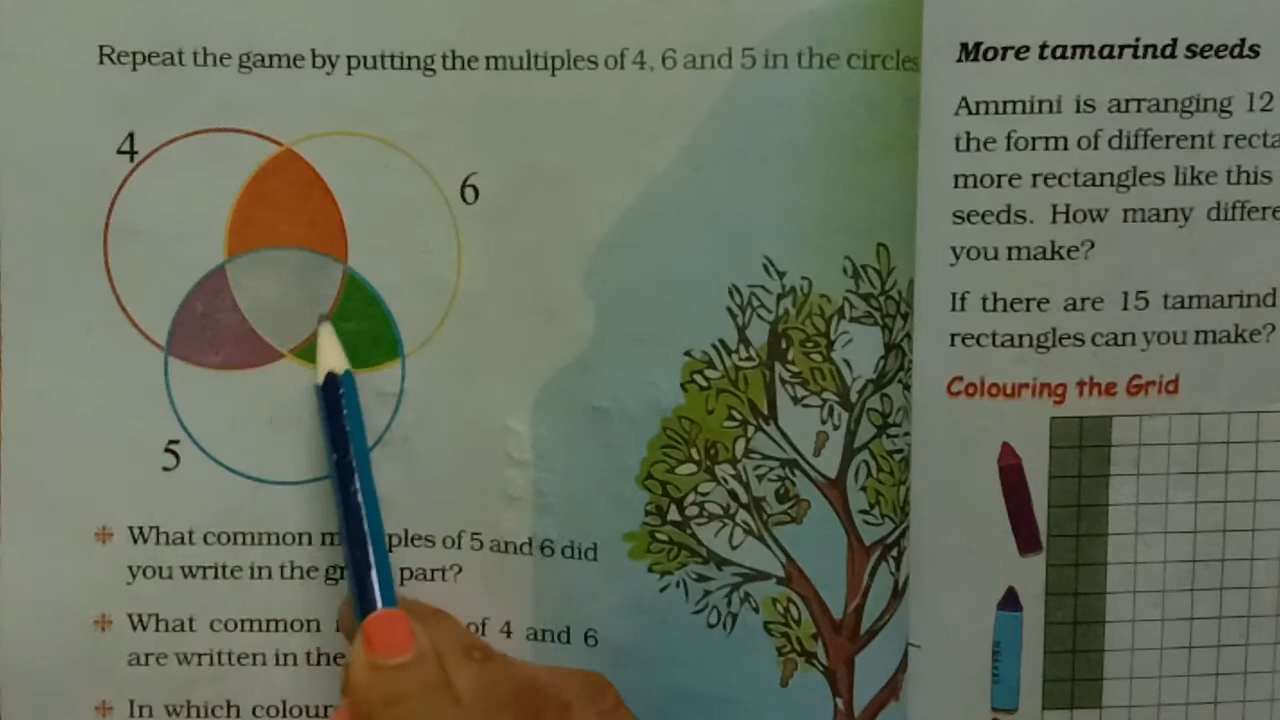 Repeat the game by putting the multiples of 4, 6 and 5 in the circles
4
6
5
✣ What common ples of 5 and 6 did
you write in the part?
✣ What common of 4 and 6
are written in the
✣ In which colour
More tamarind seeds
Ammini is arranging 12
the form of different recta
more rectangles like this
seeds. How many differe
you make?
If there are 15 tamarind
rectangles can you make?
Colouring the Grid
CRAYON